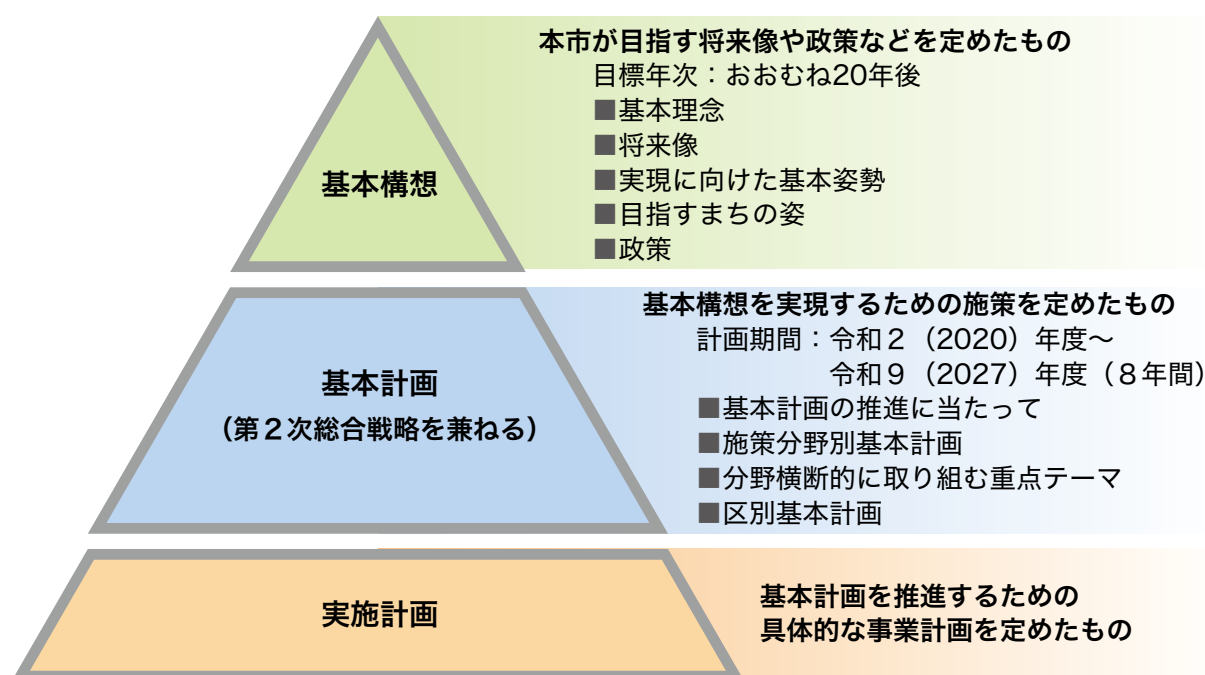 本市が目指す将来像や政策などを定めたもの
目標年次：おおむね20年後
■基本理念
■将来像
■実現に向けた基本姿勢
■目指すまちの姿
■政策
基本構想
基本構想を実現するための施策を定めたもの
計画期間：令和２（2020）年度～
令和９（2027）年度（８年間）
■基本計画の推進に当たって
■施策分野別基本計画
■分野横断的に取り組む重点テーマ
■区別基本計画
基本計画
（第２次総合戦略を兼ねる）
実施計画
基本計画を推進するための
具体的な事業計画を定めたもの